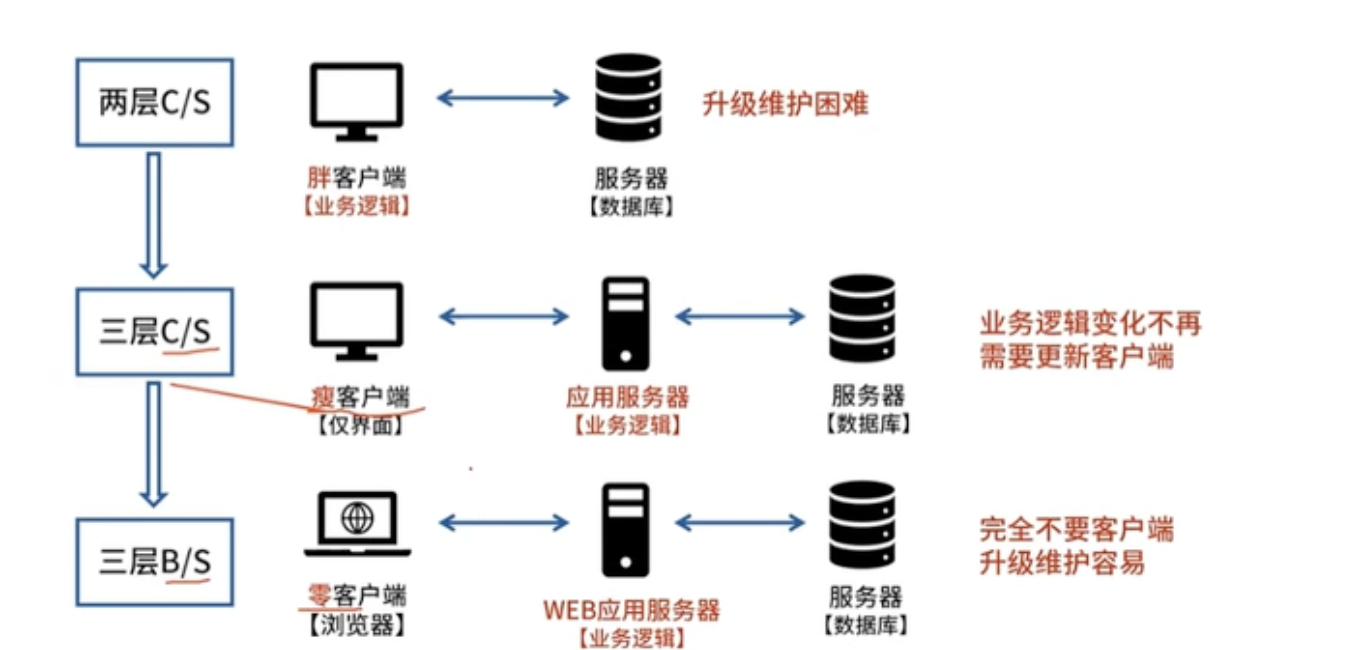 两层C/S
升级维护困难
胖客户端
【业务逻辑】
服务器
【数据库】
三层C/S
业务逻辑变化不再
需要更新客户端
瘦客户端
【仅界面】
应用服务器
【业务逻辑】
服务器
【数据库】
三层B/S
完全不要客户端
升级维护容易
零客户端
【浏览器】
WEB应用服务器
【业务逻辑】
服务器
【数据库】